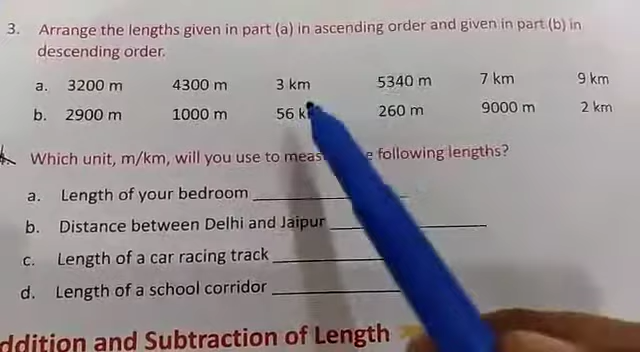 3. Arrange the lengths given in part (a) in ascending order and given in part (b) in
descending order.
a. 3200 m 4300 m 3 km 5340 m 7 km 9 km
b. 2900 m 1000 m 56 k 260 m 9000 m 2 km
Which unit, m/km, will you use to following lengths?
a. Length of your bedroom
b. Distance between Delhi and Jaipur
c. Length of a car racing track
d. Length of a school corridor
ddition and Subtraction of Length